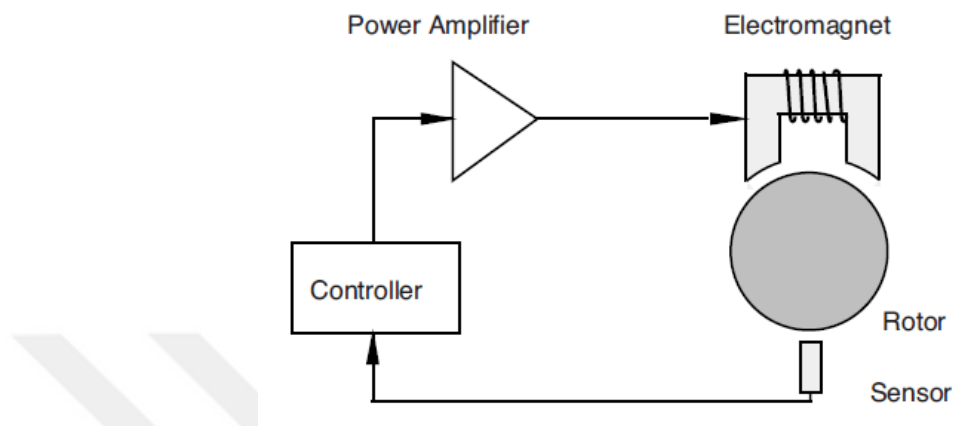 Power Amplifier
Electromagnet
Controller
Rotor
Sensor